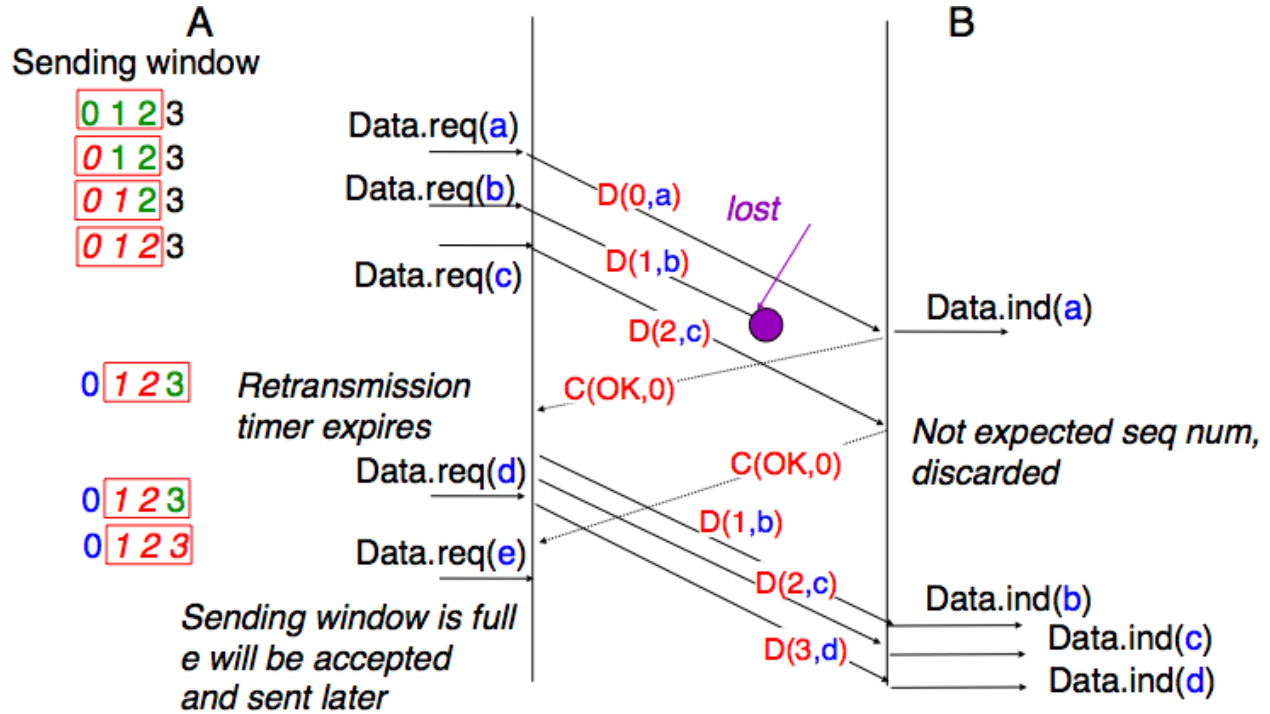 A
B
Sending window
0 1 2 3
0 1 2 3
0 1 2 3
0 1 2 3
Data.req(a)
Data.req(b)
Data.req(c)
D(0,a)
lost
D(1,b)
D(2,c)
Data.ind(a)
C(OK,0)
0 1 2 3
Retransmission
timer expires
Not expected seq num,
discarded
C(OK,0)
0 1 2 3
Data.req(d)
0 1 2 3
Data.req(e)
D(1,b)
D(2,c)
D(3,d)
Data.ind(b)
Data.ind(c)
Data.ind(d)
Sending window is full
e will be accepted
and sent later